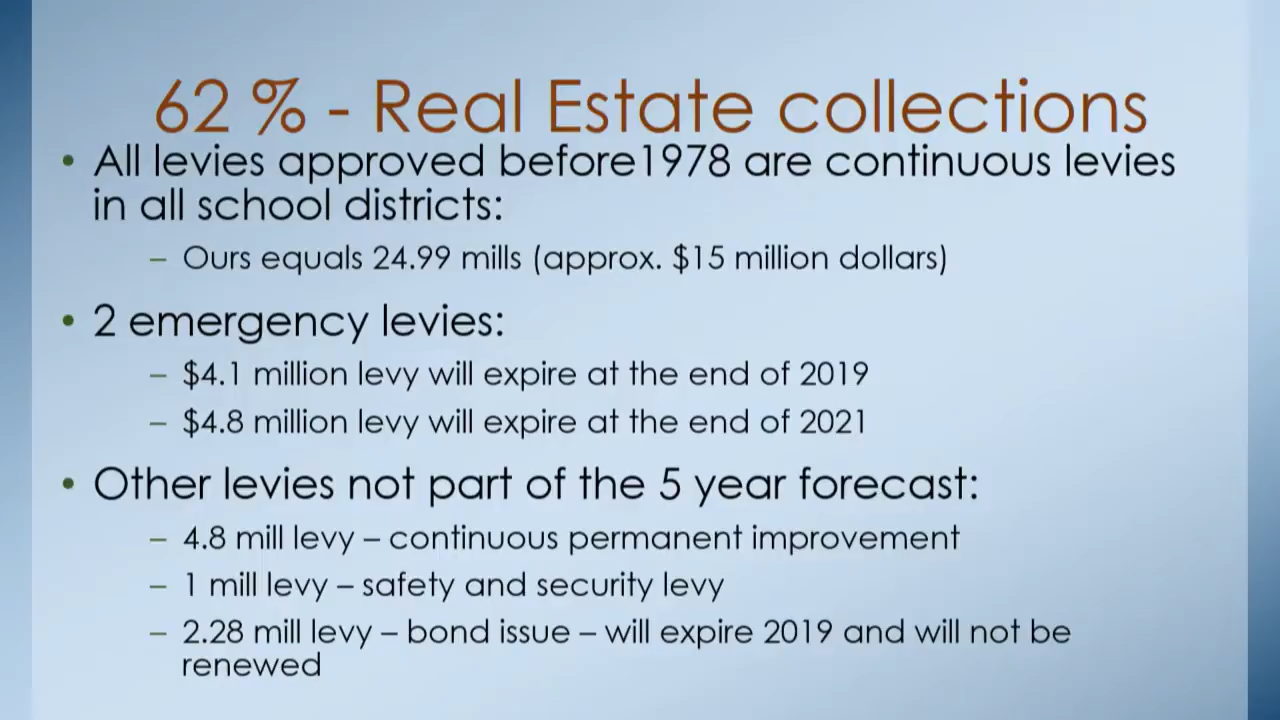 62 % - Real Estate collections
• All levies approved before1978 are continuous levies
in all school districts:
– Ours equals 24.99 mills (approx. $15 million dollars)
• 2 emergency levies:
– $4.1 million levy will expire at the end of 2019
– $4.8 million levy will expire at the end of 2021
• Other levies not part of the 5 year forecast:
– 4.8 mill levy – continuous permanent improvement
– 1 mill levy – safety and security levy
– 2.28 mill levy – bond issue – will expire 2019 and will not be
renewed